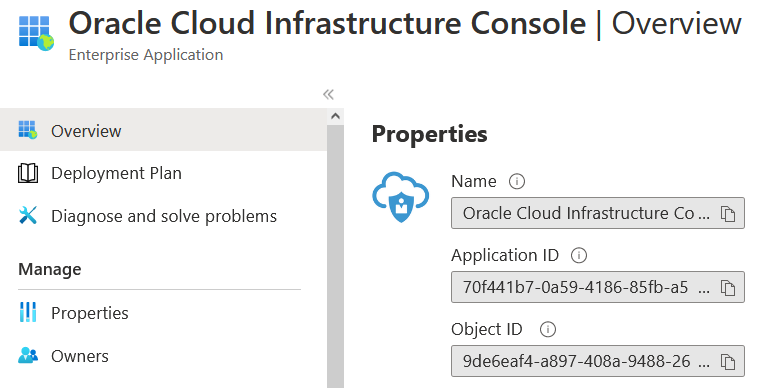 Oracle Cloud Infrastructure Console | Overview
Enterprise Application
Overview
Deployment Plan
Diagnose and solve problems
Manage
Properties
Owners
Properties
Name
Oracle Cloud Infrastructure Co ...
Application ID
70f441b7-0a59-4186-85fb-a5 ...
Object ID
9de6eaf4-a897-408a-9488-26 ...